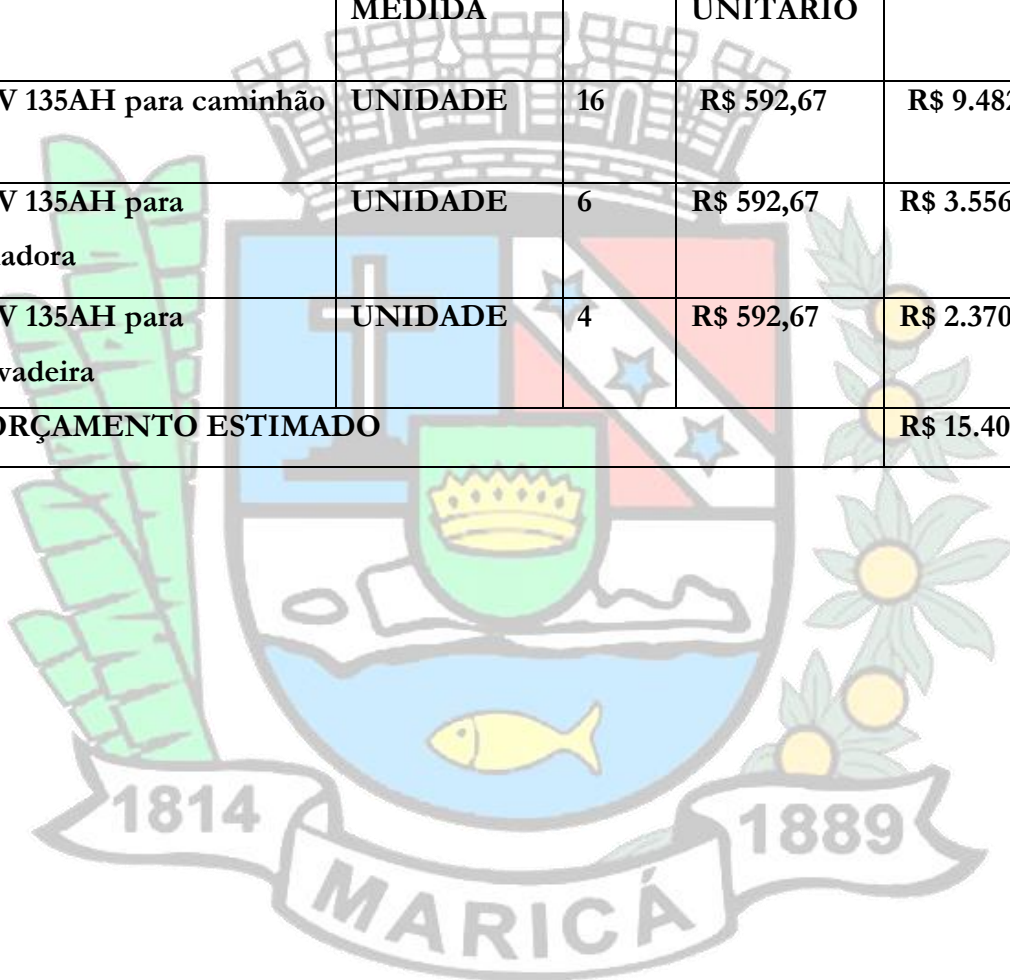 MEDIDA UNITÁRIO
V 135AH para caminhão UNIDADE 16 R$ 592,67 R$ 9.482
V 135AH para UNIDADE 6 R$ 592,67 R$ 3.556
adora
V 135AH para UNIDADE 4 R$ 592,67 R$ 2.370
vadeira
ORÇAMENTO ESTIMADO R$ 15.40
1814 1889
MARICÁ